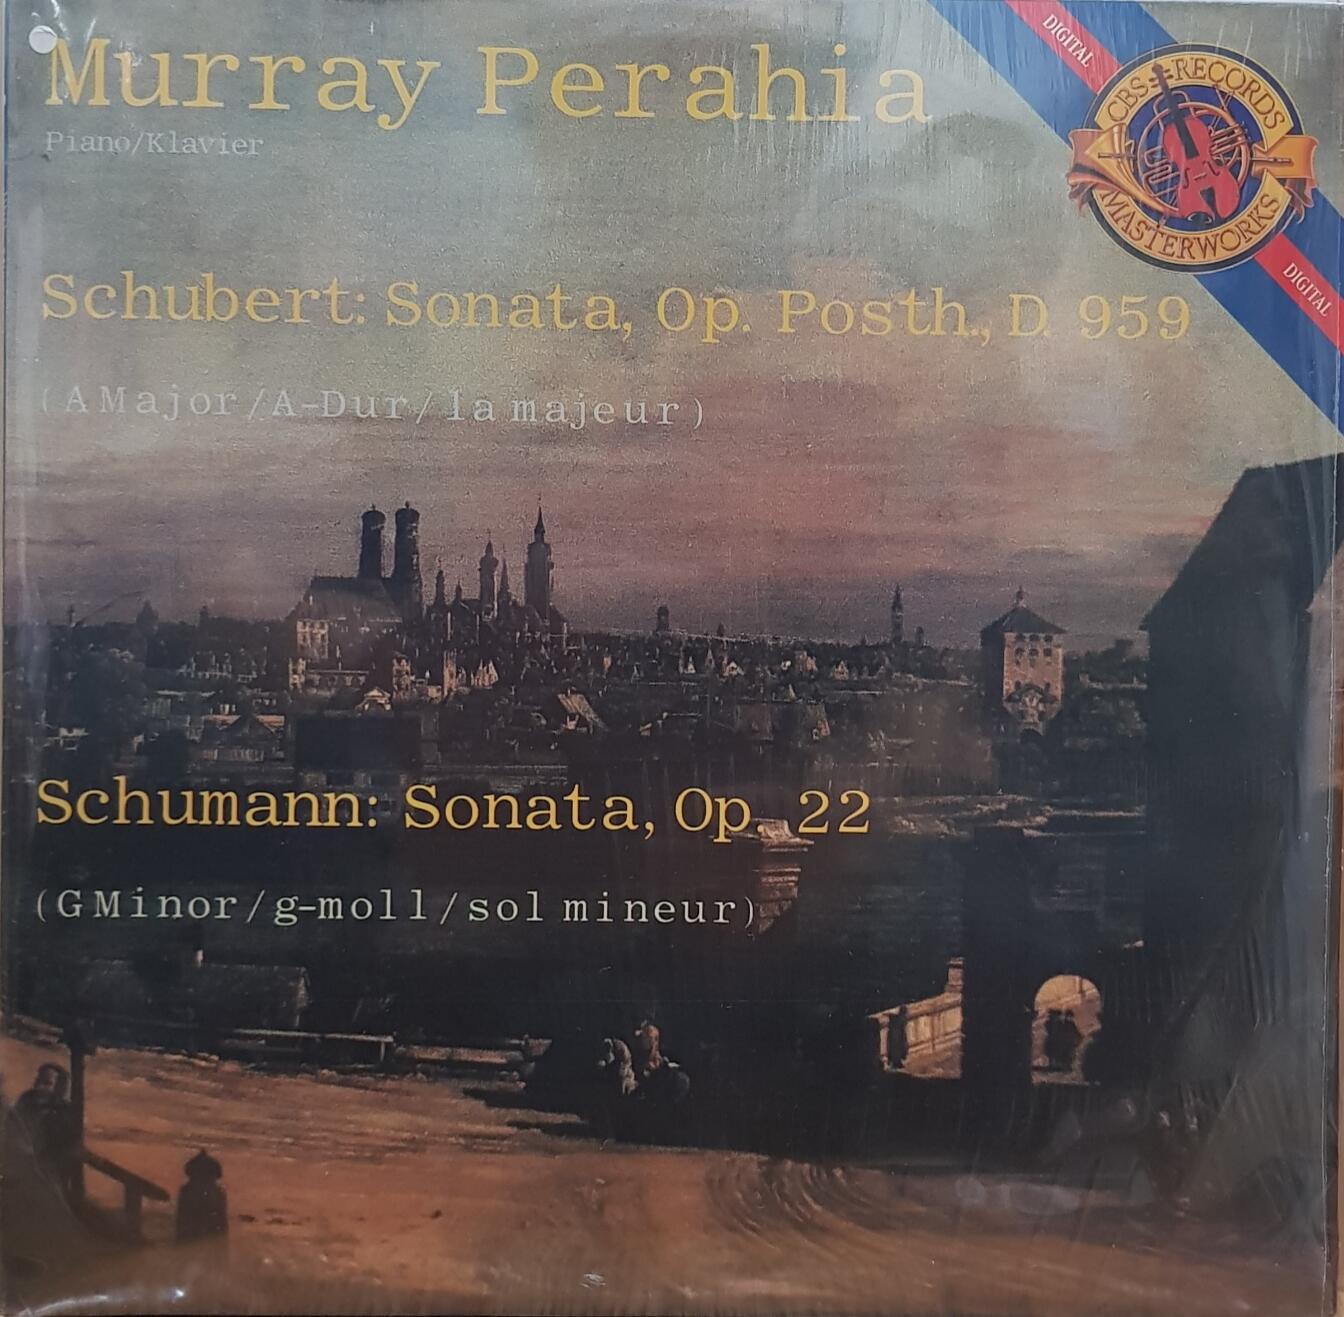 Murray Perahia
Piano/Klavier
DIGITAL
CBS RECORDS
MASTERWORKS
DIGITAL
Schubert: Sonata, Op. Posth., D. 959
(A Major/A-Dur/la majeur)
Schumann: Sonata, Op. 22
(G Minor/g-moll/sol mineur)